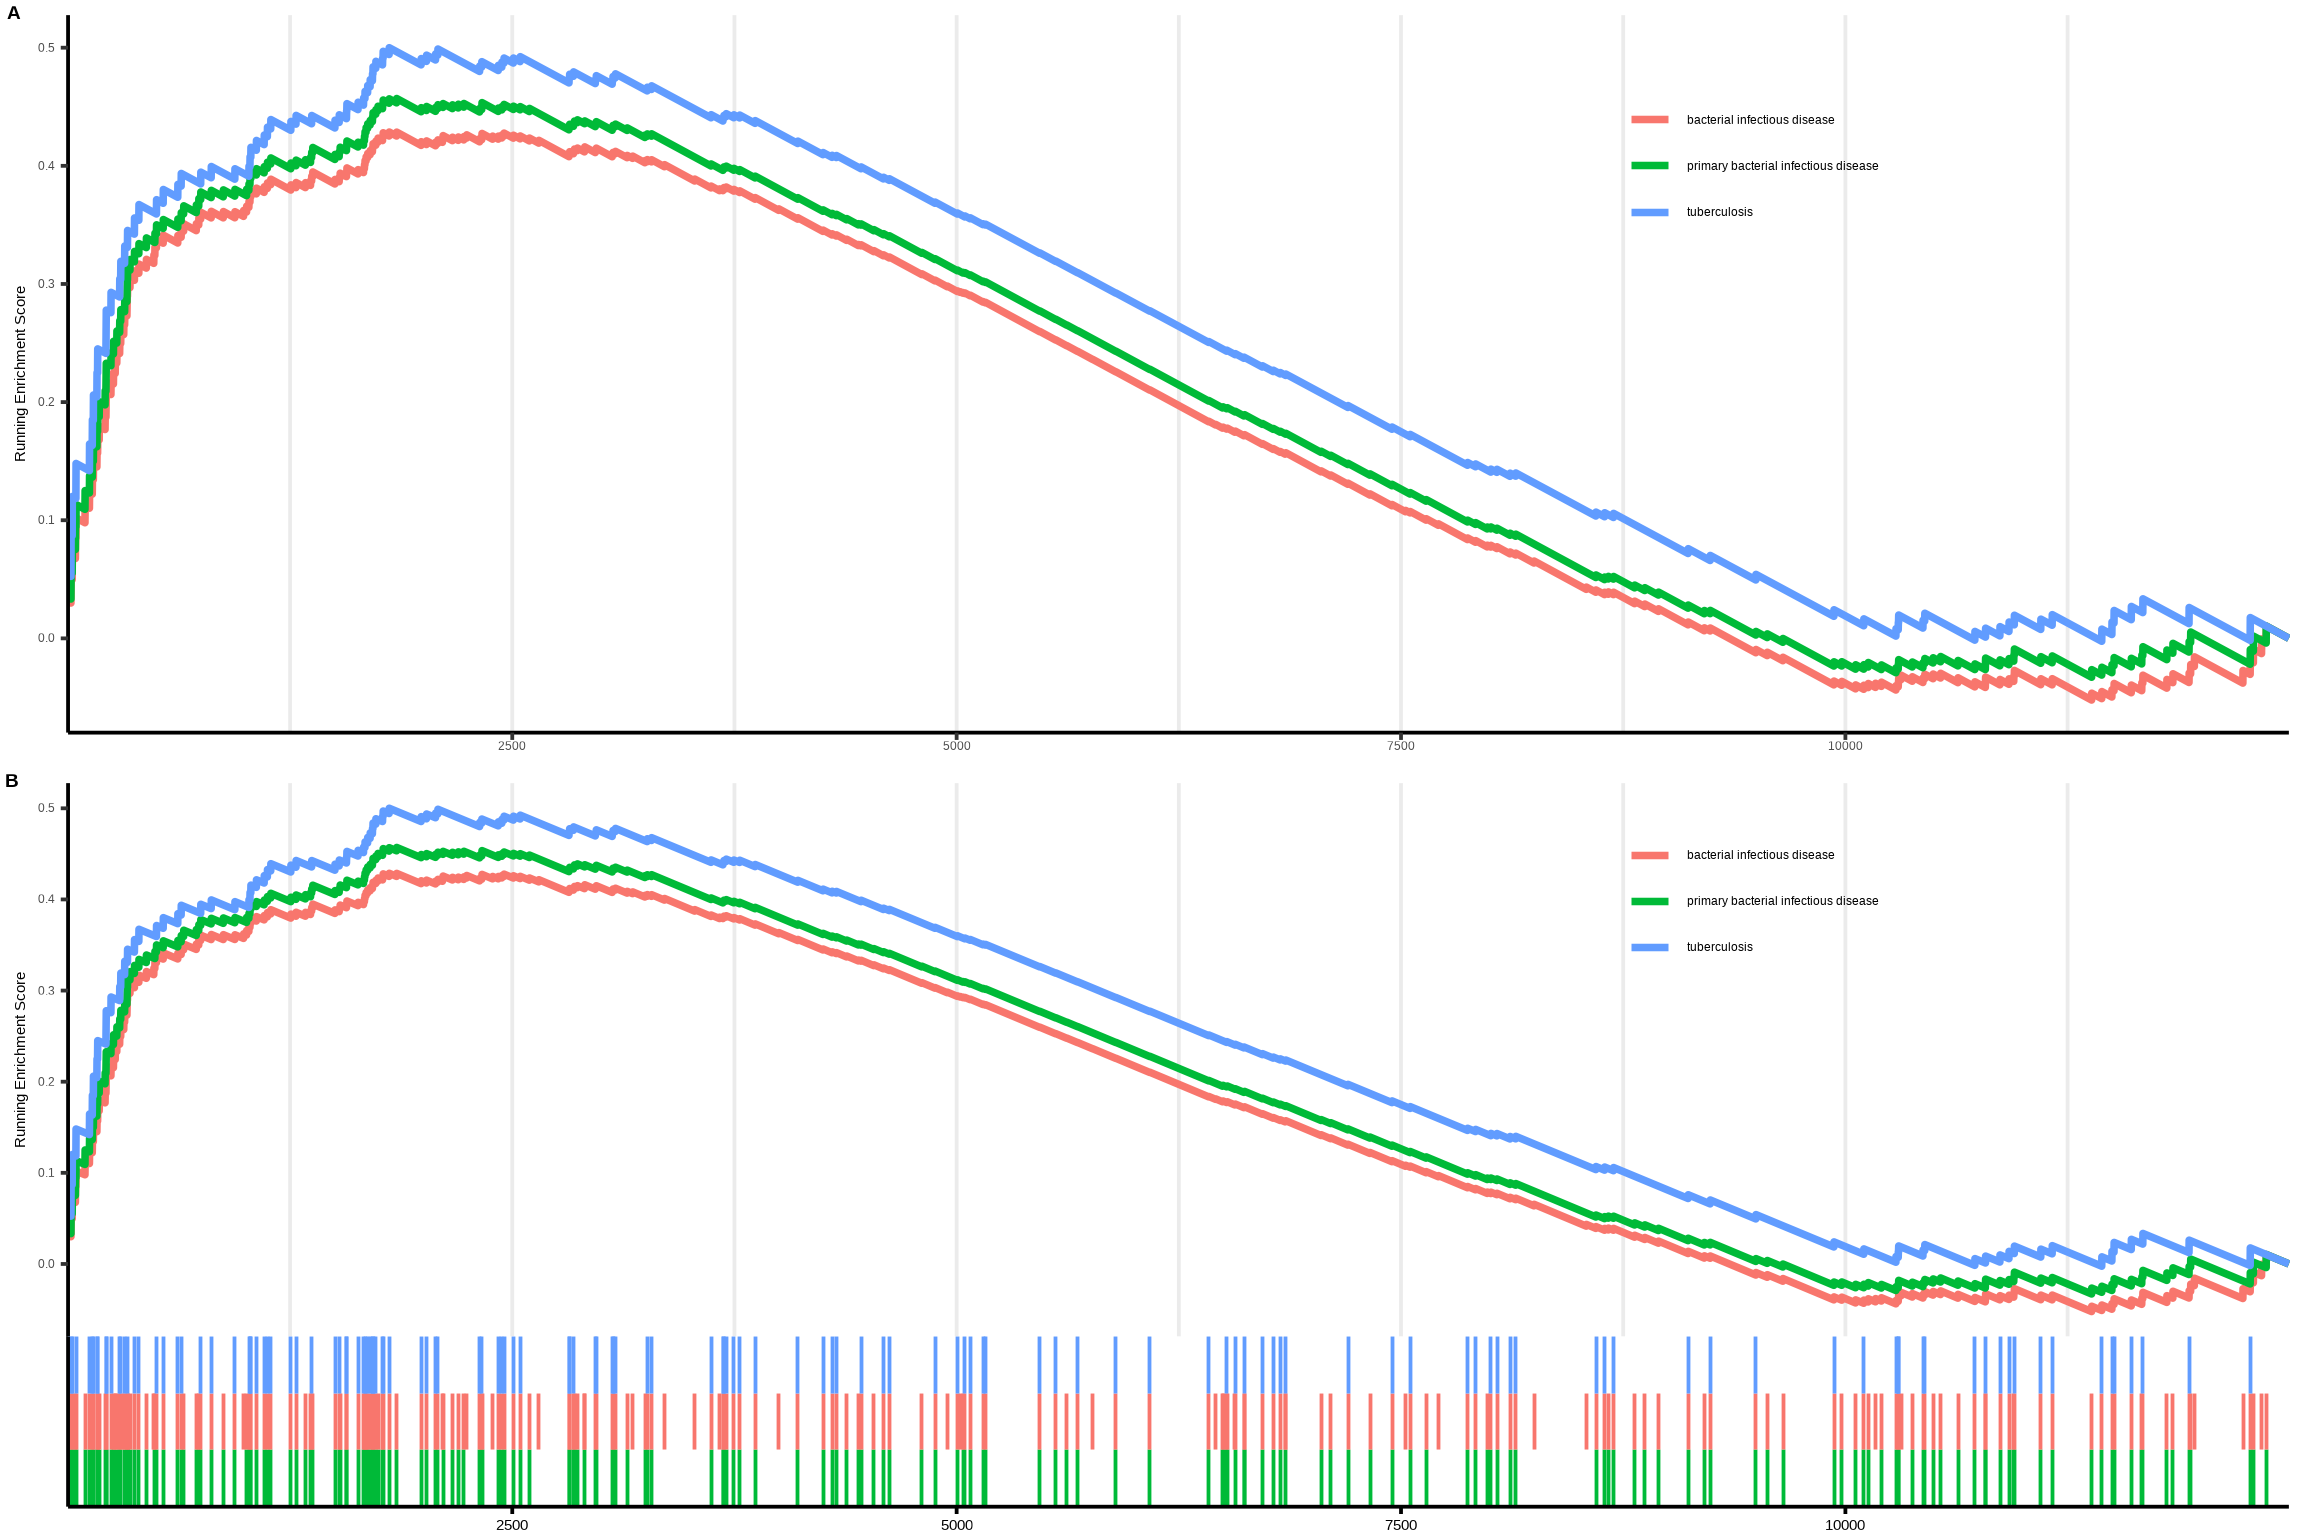 A
0.5
0.4
0.3
0.2
0.1
0.0
Running Enrichment Score
bacterial infectious disease
primary bacterial infectious disease
tuberculosis
2500
5000
7500
10000
B
0.5
0.4
0.3
0.2
0.1
0.0
Running Enrichment Score
bacterial infectious disease
primary bacterial infectious disease
tuberculosis
2500
5000
7500
10000